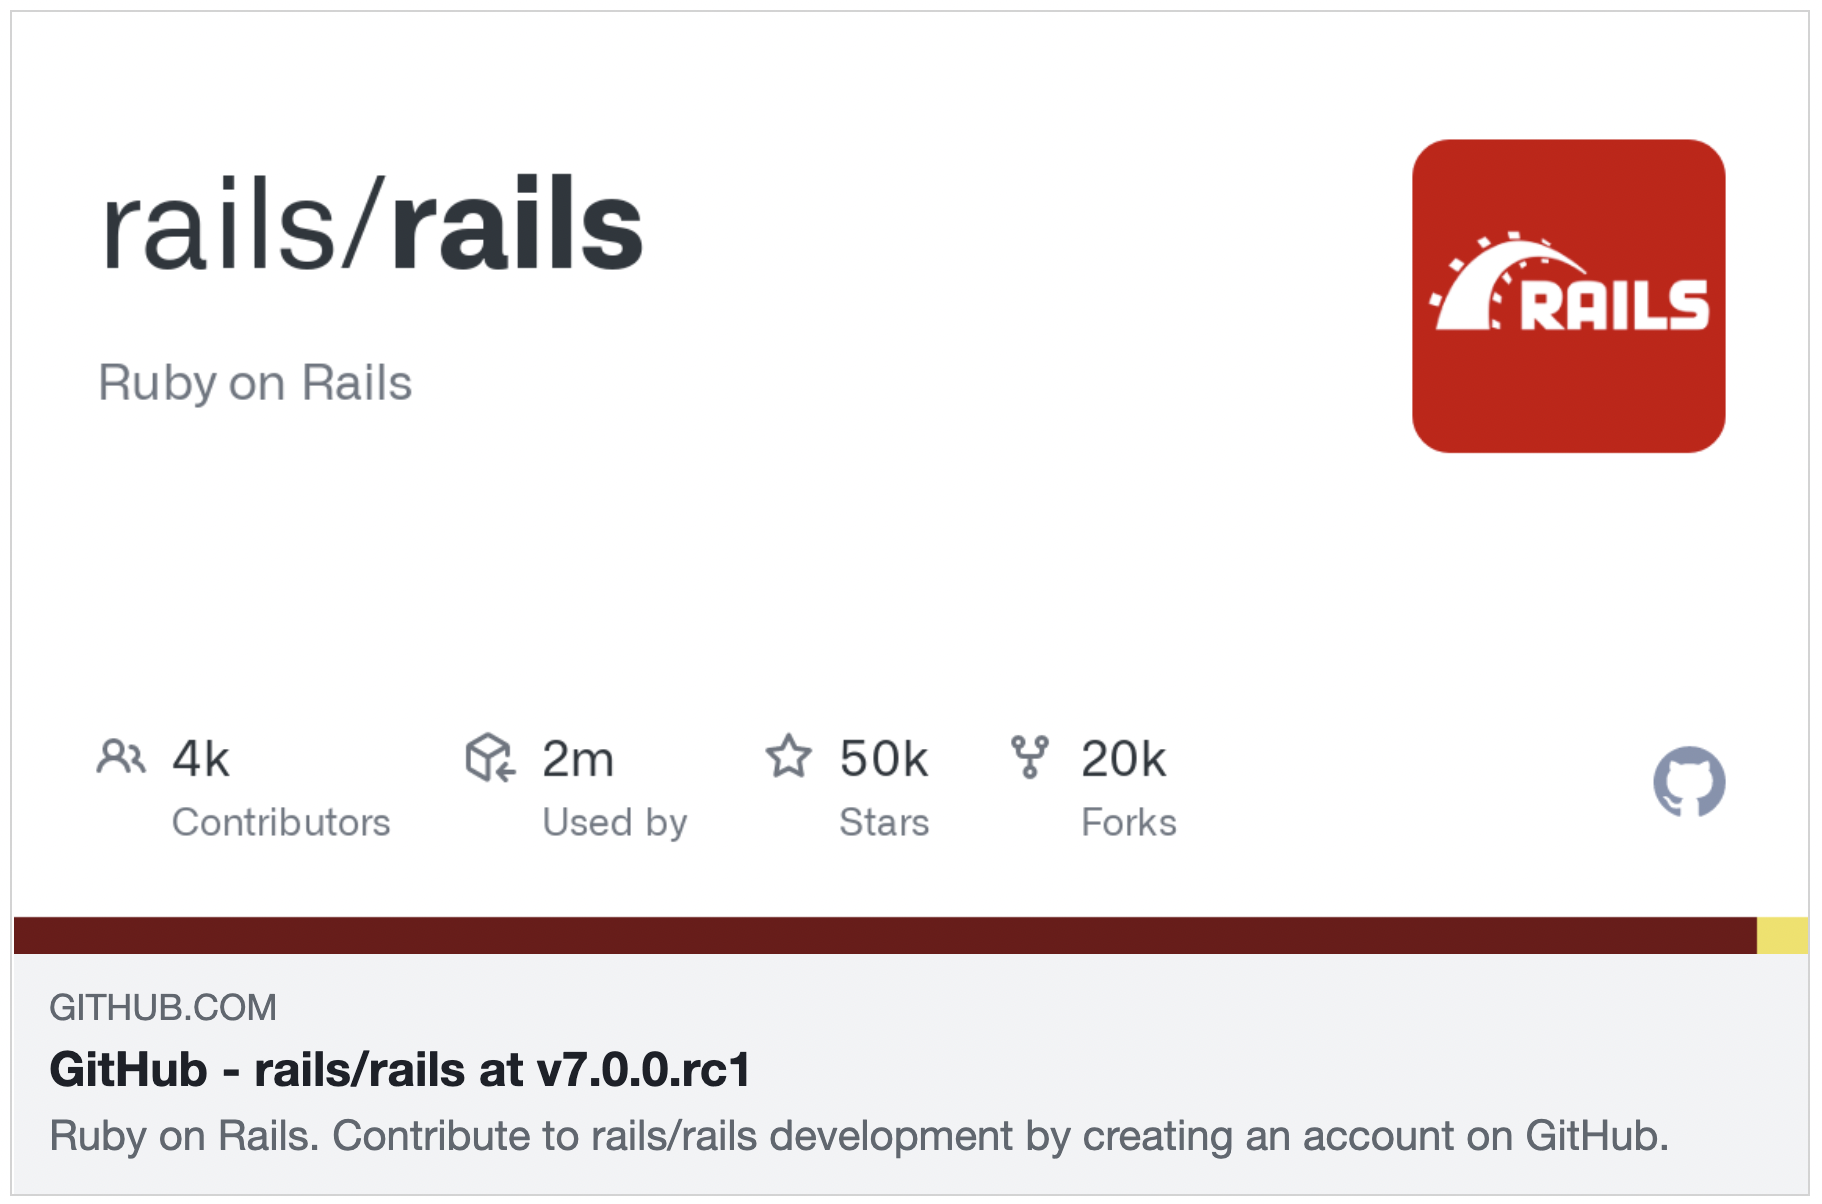 rails/rails
RAILS
Ruby on Rails
4k
Contributors
2m
Used by
50k
Stars
20k
Forks
GITHUB.COM
GitHub - rails/rails at v7.0.0.rc1
Ruby on Rails. Contribute to rails/rails development by creating an account on GitHub.